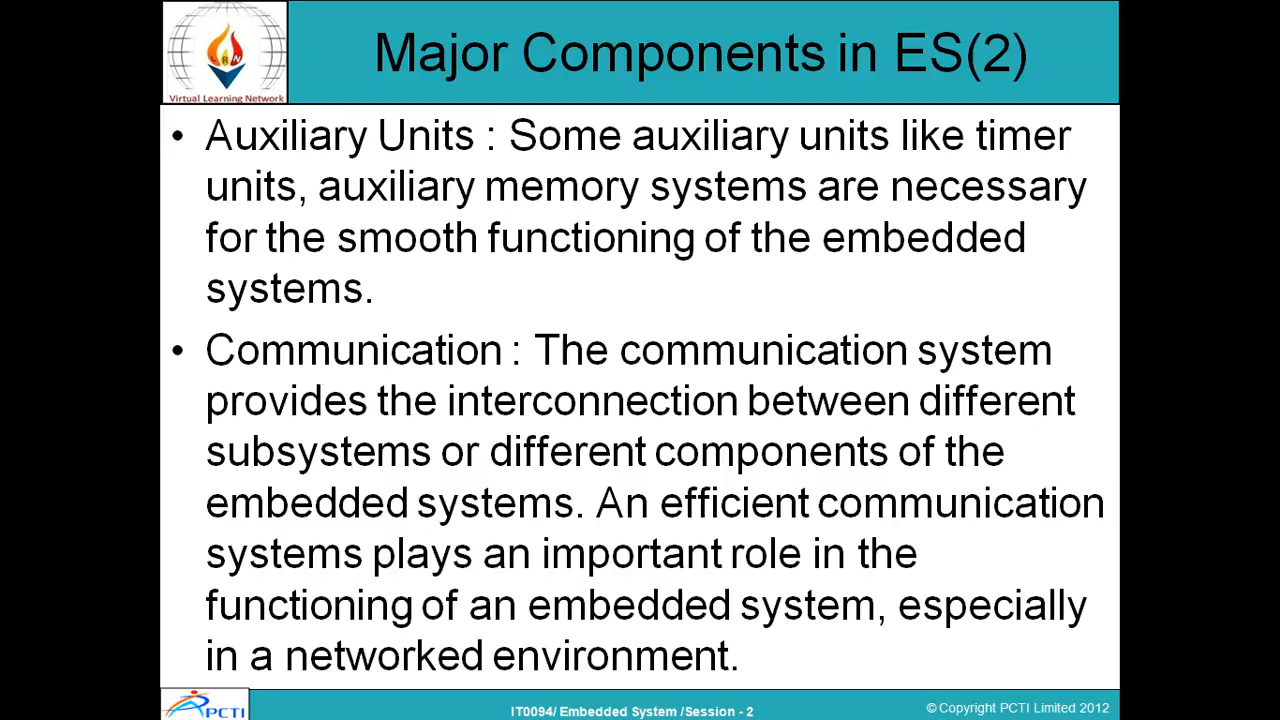 Major Components in ES(2)
LRN
Virtual Learning Network
• Auxiliary Units : Some auxiliary units like timer
units, auxiliary memory systems are necessary
for the smooth functioning of the embedded
systems.
• Communication : The communication system
provides the interconnection between different
subsystems or different components of the
embedded systems. An efficient communication
systems plays an important role in the
functioning of an embedded system, especially
in a networked environment.
PCTI
IT0094/ Embedded System /Session - 2
© Copyright PCTI Limited 2012